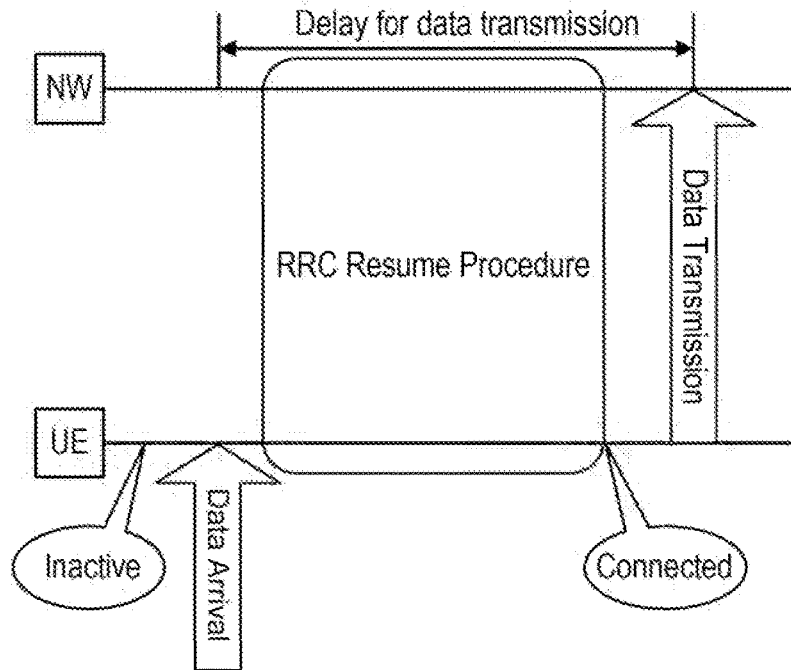 Delay for data transmission
NW
RRC Resume Procedure
Data Transmission
UE
Data Arrival
Inactive
Connected